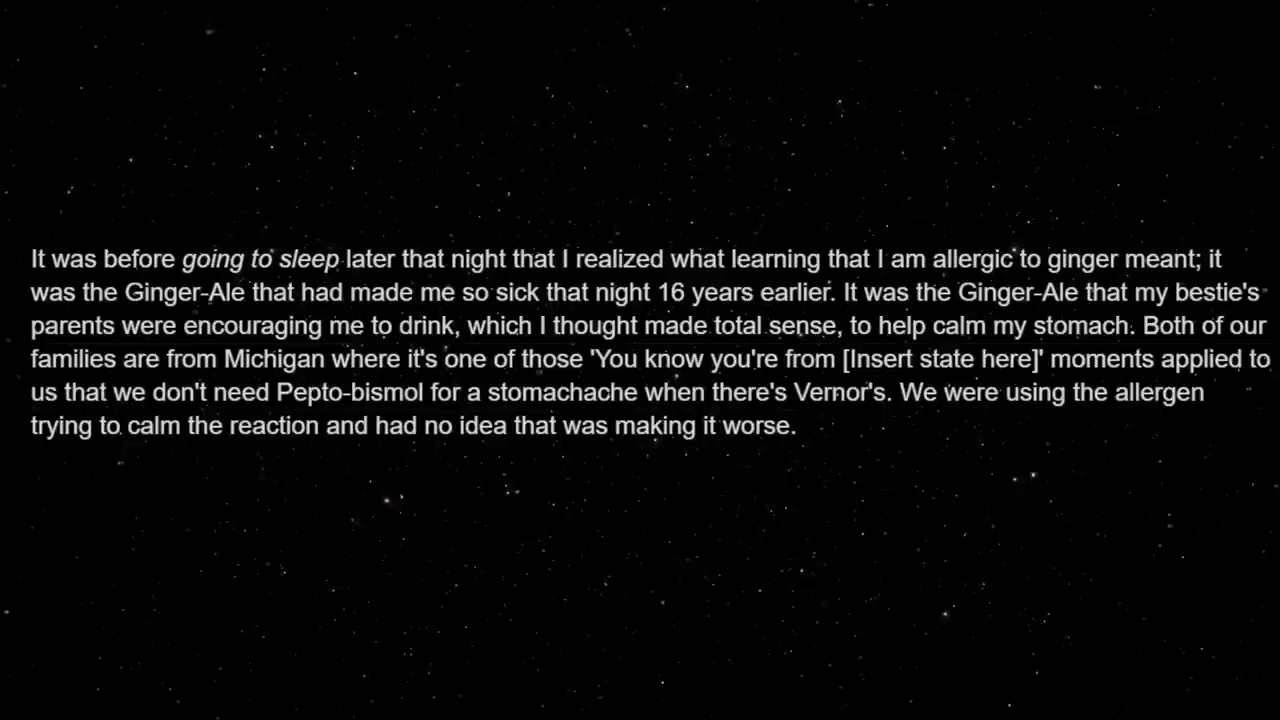 It was before going to sleep later that night that I realized what learning that I am allergic to ginger meant; it
was the Ginger-Ale that had made me so sick that night 16 years earlier. It was the Ginger-Ale that my bestie's
parents were encouraging me to drink, which I thought made total sense, to help calm my stomach. Both of our
families are from Michigan where it's one of those 'You know you're from [Insert state here]' moments applied to
us that we don't need Pepto-bismol for a stomachache when there's Vernor's. We were using the allergen
trying to calm the reaction and had no idea that was making it worse.